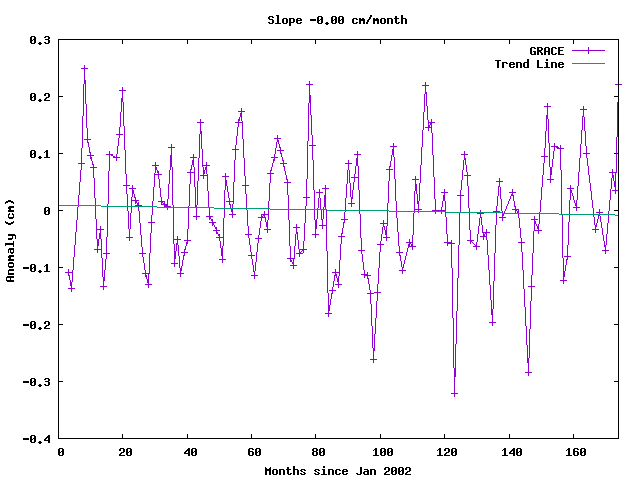 Slope -0.00 cm/month
GRACE
Trend Line
0.3
0.2
0.1
0
-0.1
-0.2
-0.3
-0.4
Anomaly (cm)
0 20 40 60 80 100 120 140 160
Months since Jan 2002